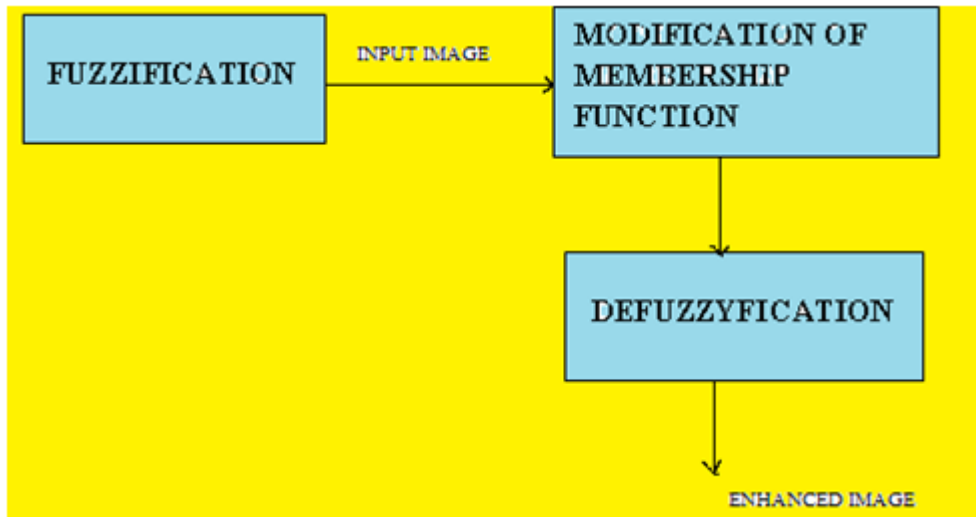 FUZZIFICATION
INPUT IMAGE
MODIFICATION OF
MEMBERSHIP
FUNCTION
DEFUZZYFICATION
ENHANCED IMAGE